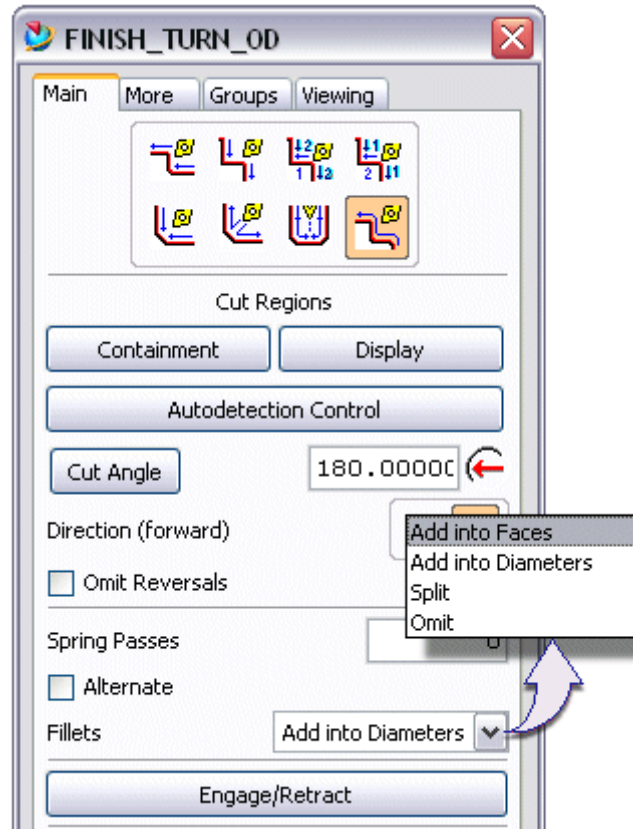 FINISH_TURN_OD
Main More Groups Viewing
Cut Regions
Containment Display
Autodetection Control
Cut Angle 180.0000
Direction (forward)
Add into Faces
Add into Diameters
Split
Omit
Omit Reversals
Spring Passes 0
Alternate
Fillets Add into Diameters
Engage/Retract